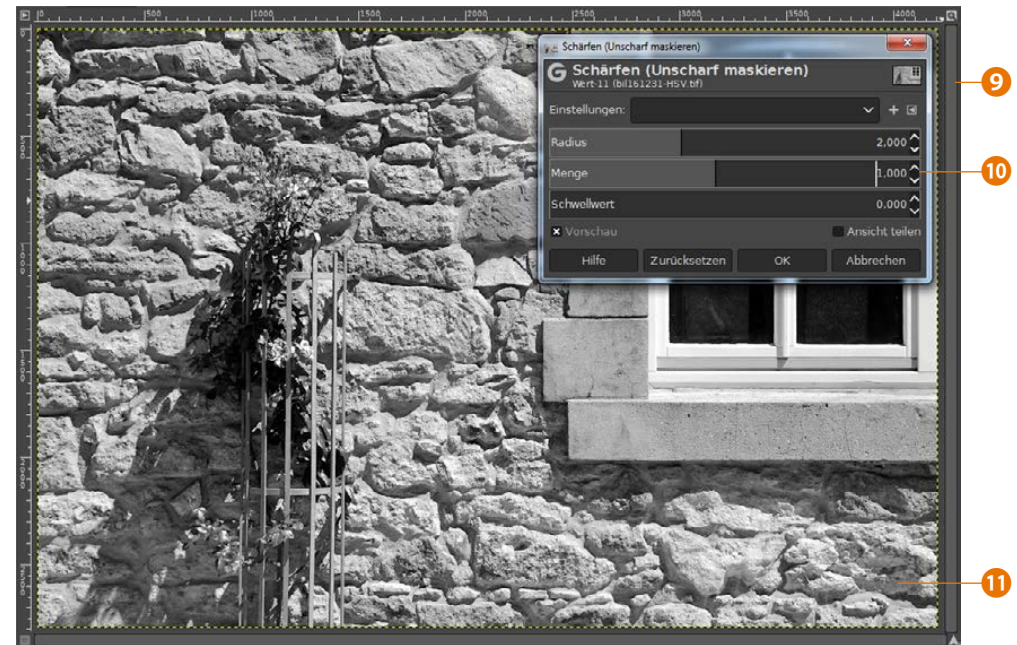 0 500 1000 1500 2000 2500 3000 3500 4000
Schärfen (Unscharf maskieren)
Schärfen (Unscharf maskieren)
Wert-11 (bil161231-HSV.tif)
Einstellungen:
Radius 2,000
Menge 1,000
Schwellwert 0,000
Vorschau Ansicht teilen
Hilfe Zurücksetzen OK Abbrechen
9
10
11